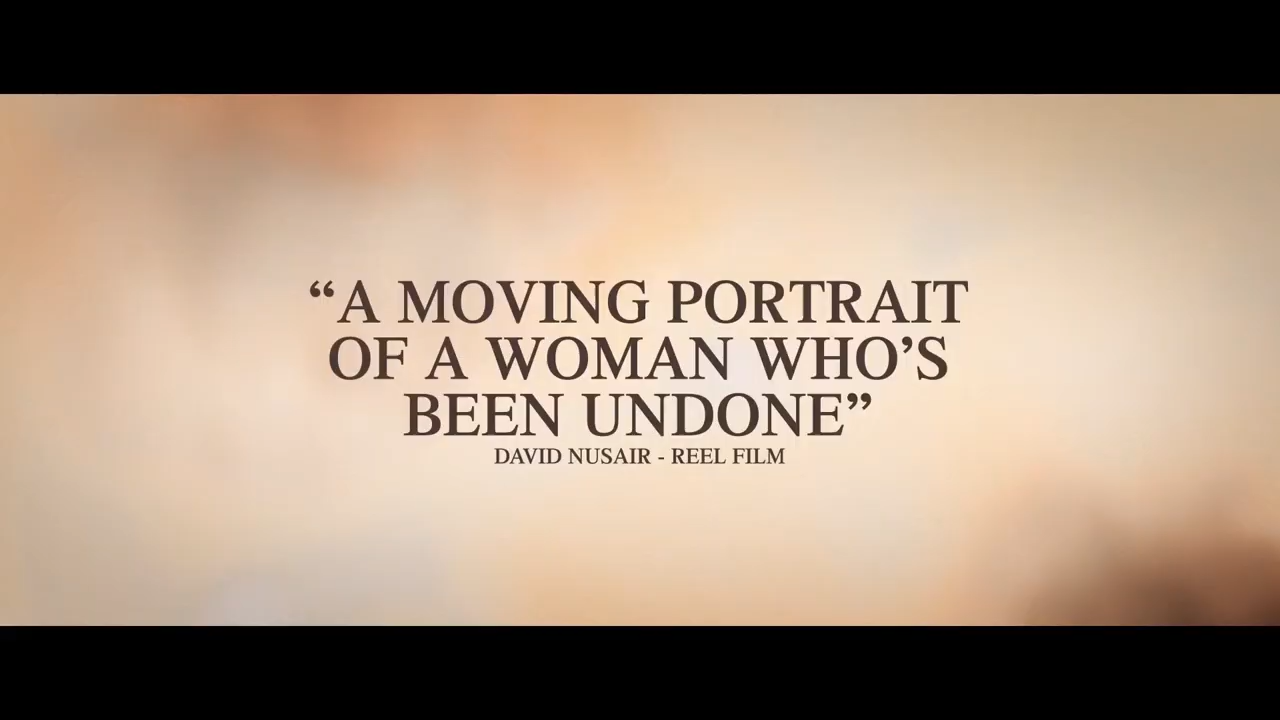 “A MOVING PORTRAIT
OF A WOMAN WHO’S
BEEN UNDONE”
DAVID NUSAIR - REEL FILM